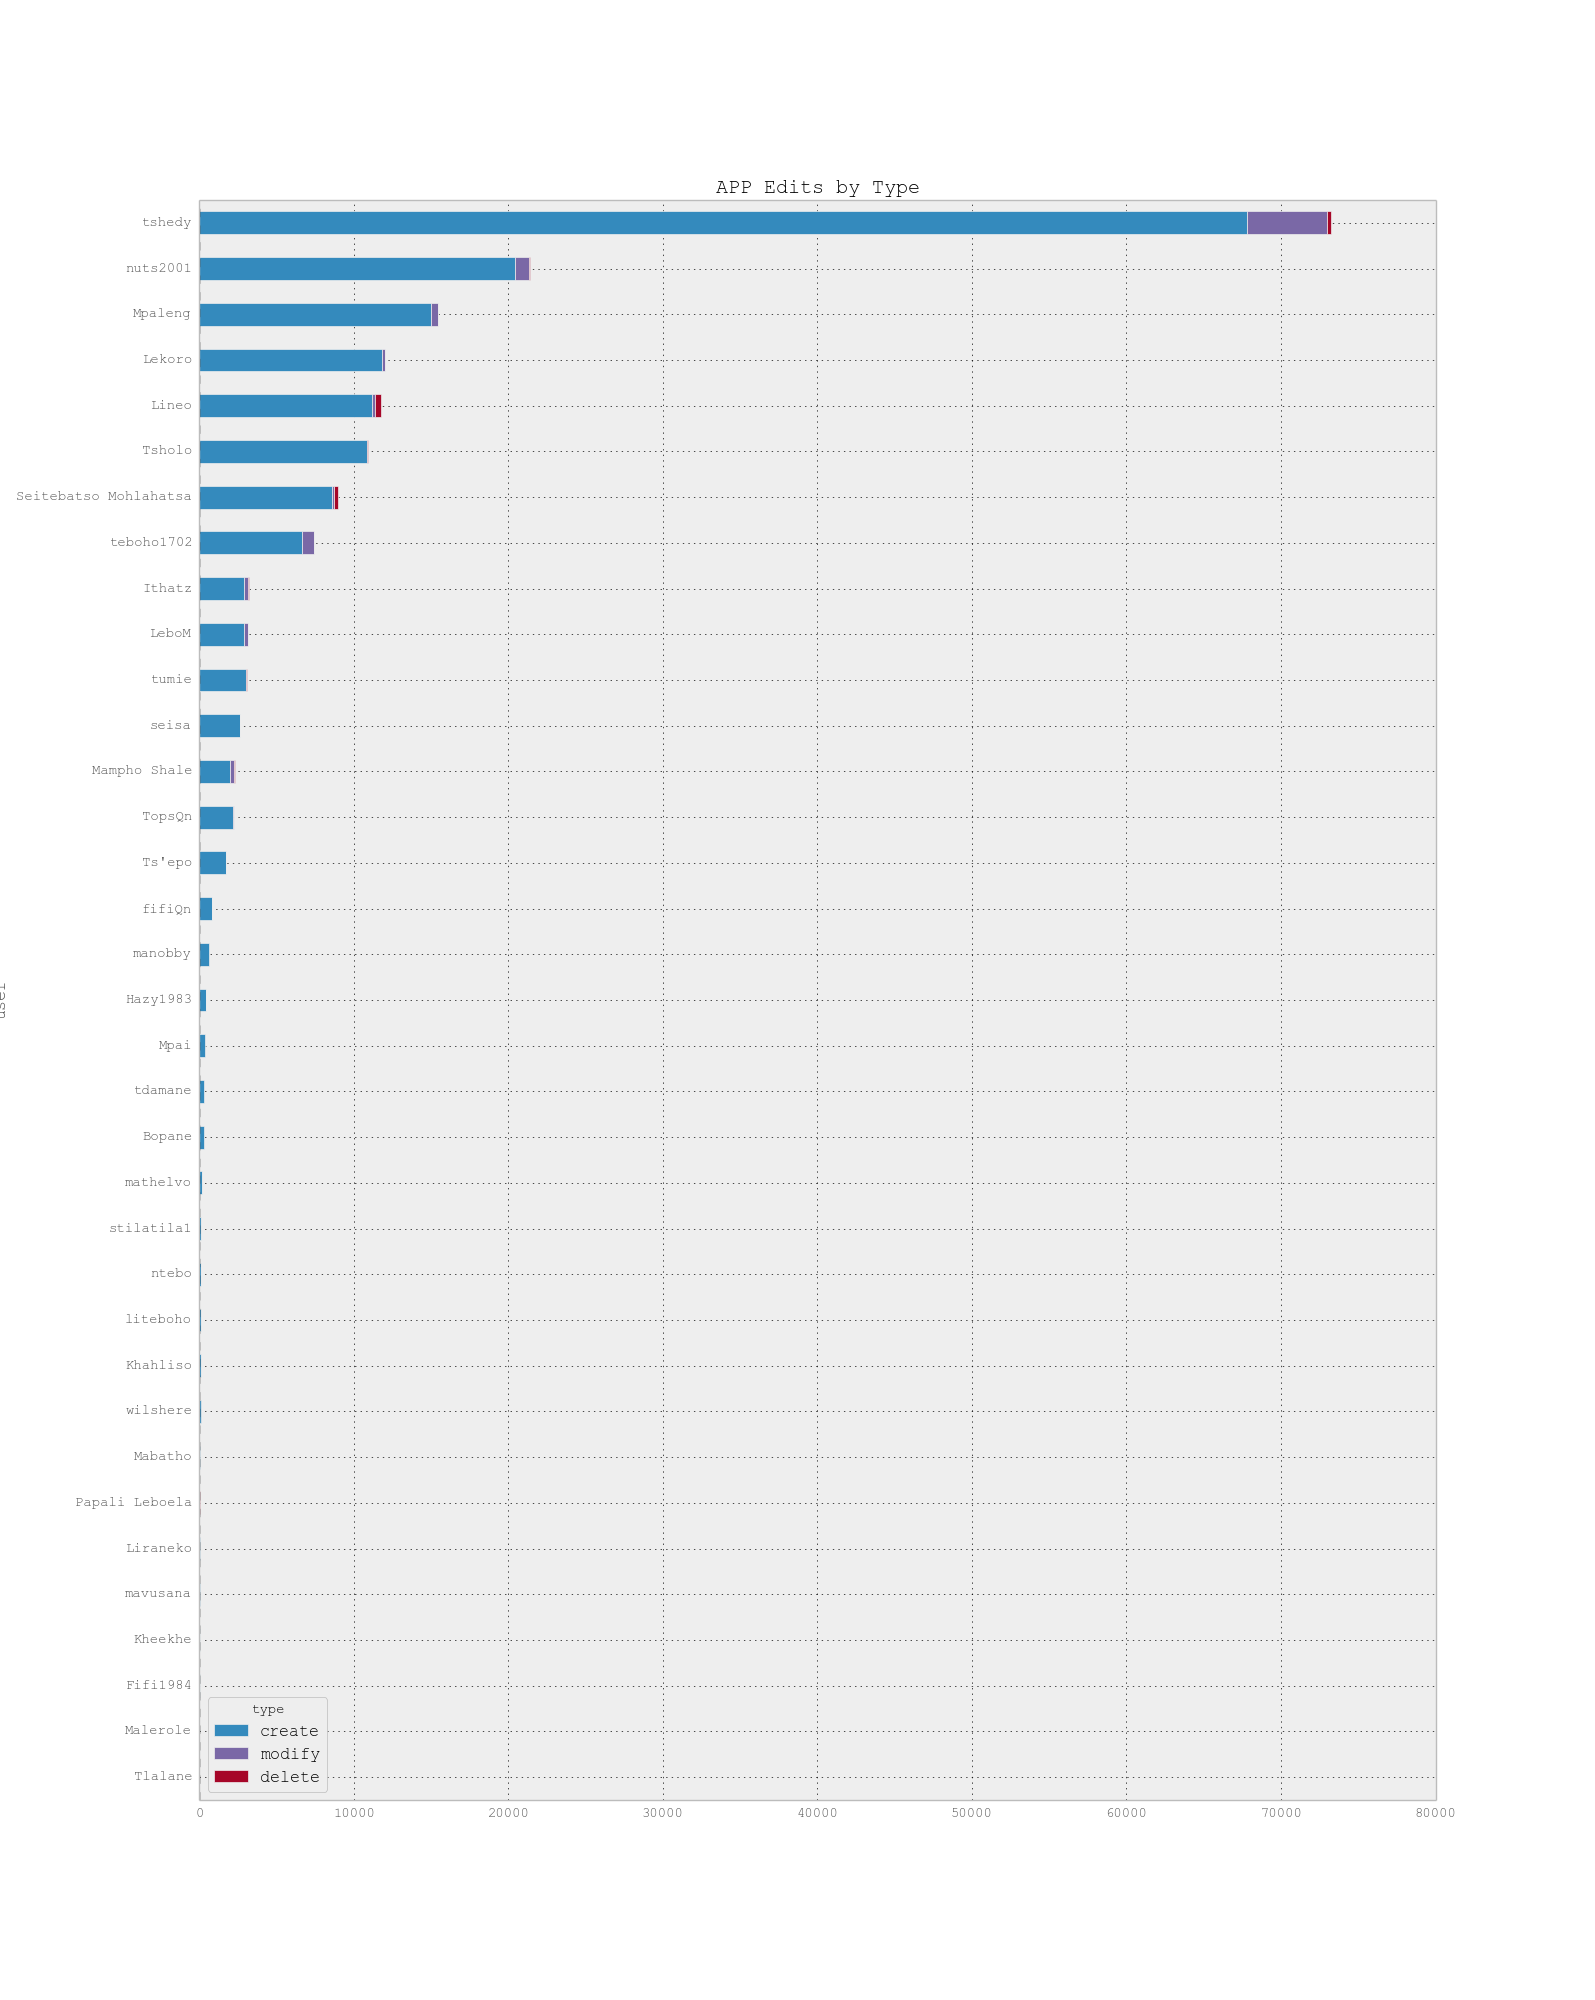 APP Edits by Type
tshedy
nuts2001
Mpaleng
Lekoro
Lineo
Tsholo
Seitebatso Mohlahatsa
teboho1702
Ithatz
LeboM
tumie
seisa
Mampho Shale
TopsQn
Ts'epo
fifiQn
manobby
Hazy1983
Mpai
tdamane
Bopane
mathelvo
stilatila1
ntebo
liteboho
Khahliso
wilshere
Mabatho
Papali Leboela
Liraneko
mavusana
Kheekhe
Fifi1984
Malerole
Tlalane
user
type
create
modify
delete
0 10000 20000 30000 40000 50000 60000 70000 80000